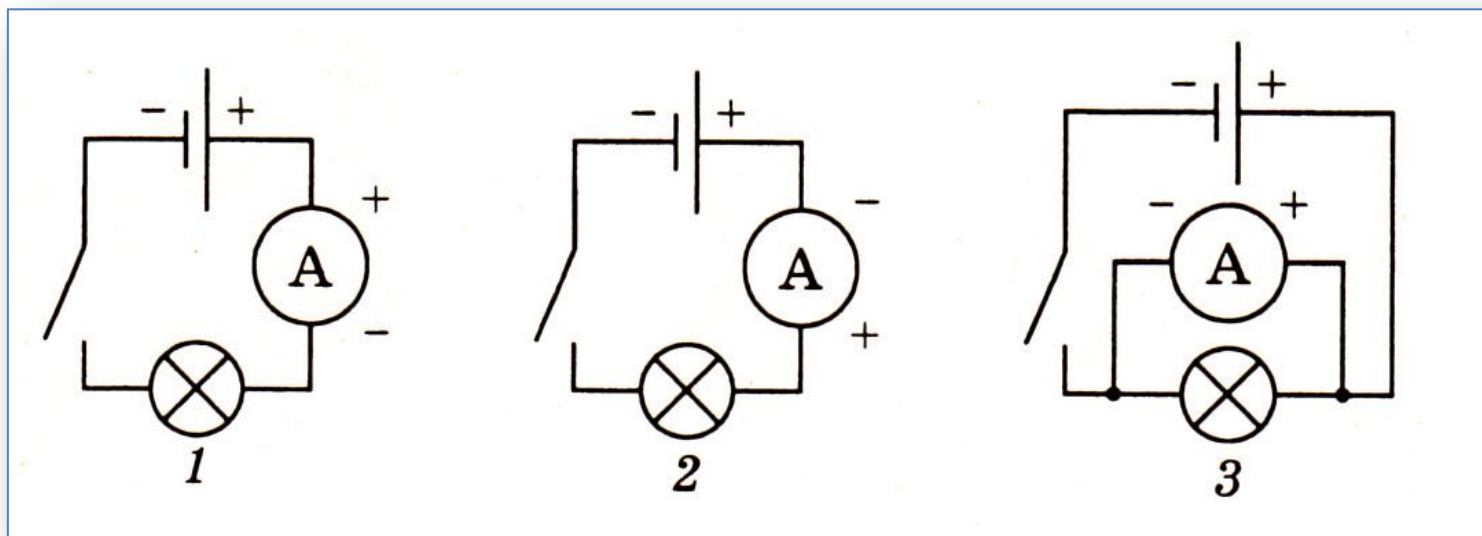 − + − + − +
+ − − +
A A A
− +
1 2 3